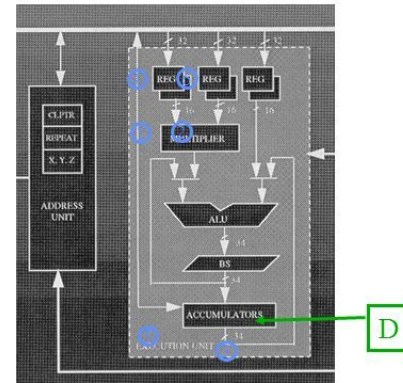 32 32 32
REG REG REG
16 16 16
CLPTR
REPEAT
X, Y, Z
MULTIPLIER
ADDRESS
UNIT
ALU
34
BS
34
ACCUMULATORS
D
34
EXECUTION UNIT